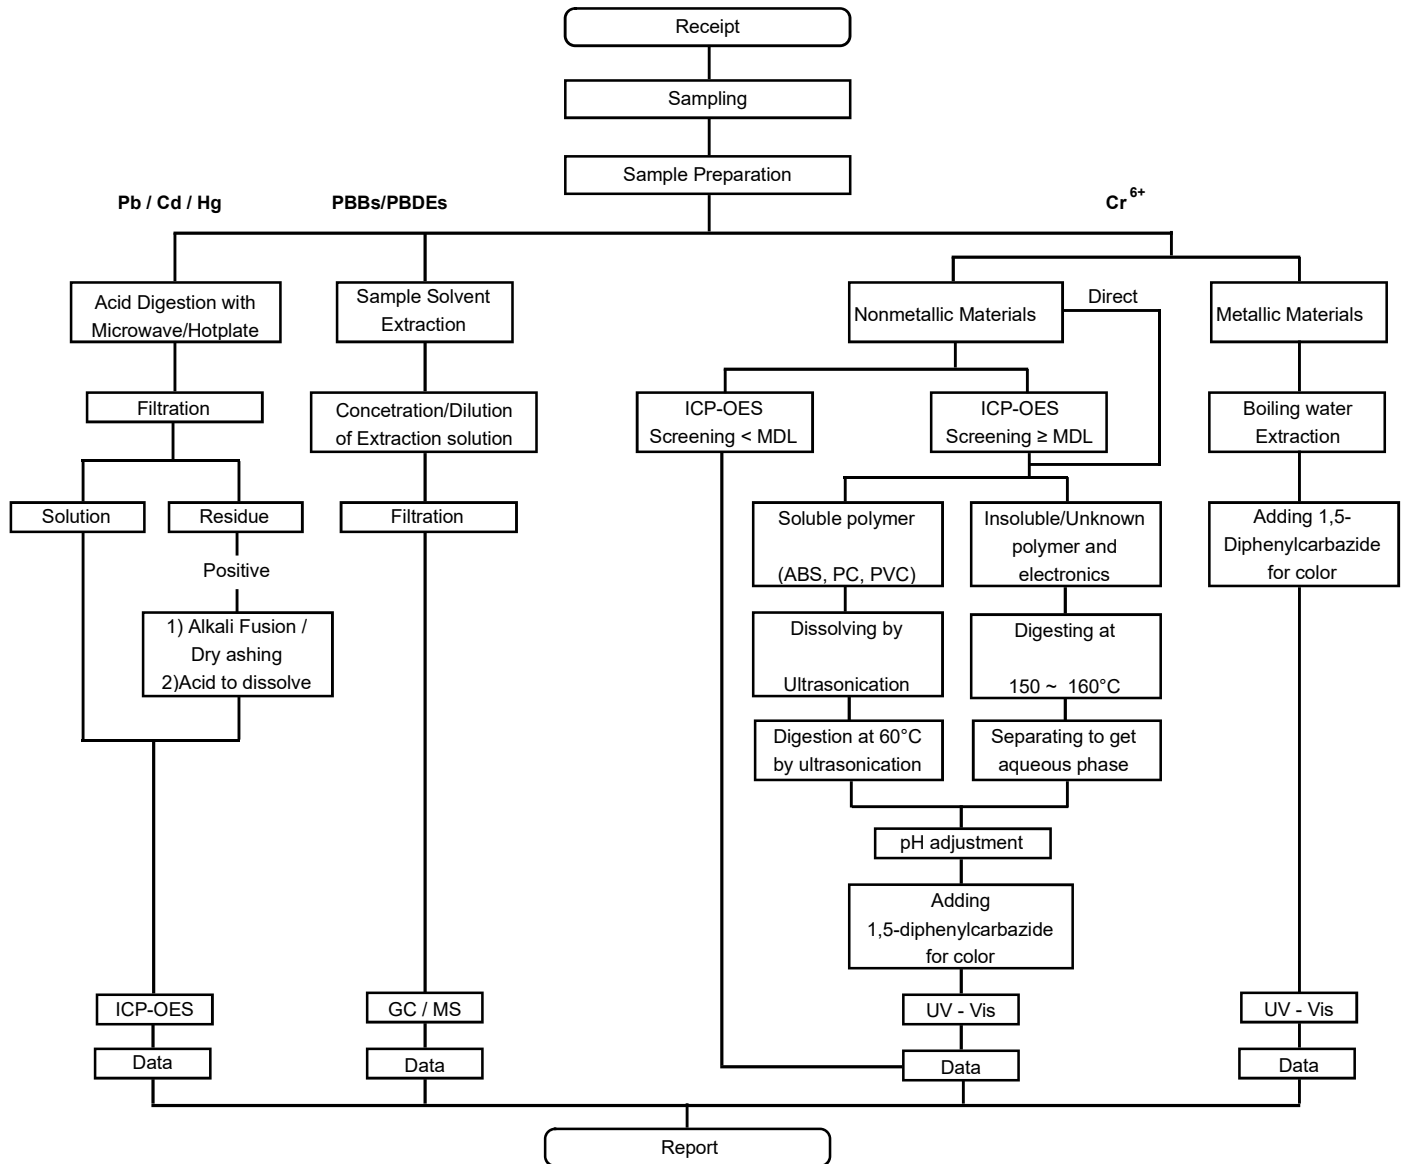 Receipt
Sampling
Sample Preparation
Pb / Cd / Hg
PBBs/PBDEs
Cr 6+
Acid Digestion with
Microwave/Hotplate
Sample Solvent
Extraction
Nonmetallic Materials
Direct
Metallic Materials
Filtration
Concetration/Dilution
of Extraction solution
ICP-OES
Screening < MDL
ICP-OES
Screening ≥ MDL
Boiling water
Extraction
Solution
Residue
Filtration
Soluble polymer
(ABS, PC, PVC)
Insoluble/Unknown
polymer and
electronics
Adding 1,5-
Diphenylcarbazide
for color
Positive
1) Alkali Fusion /
Dry ashing
2)Acid to dissolve
Dissolving by
Ultrasonication
Digesting at
150 ~ 160°C
Digestion at 60°C
by ultrasonication
Separating to get
aqueous phase
pH adjustment
Adding
1,5-diphenylcarbazide
for color
ICP-OES
GC / MS
UV - Vis
UV - Vis
Data
Data
Data
Data
Report